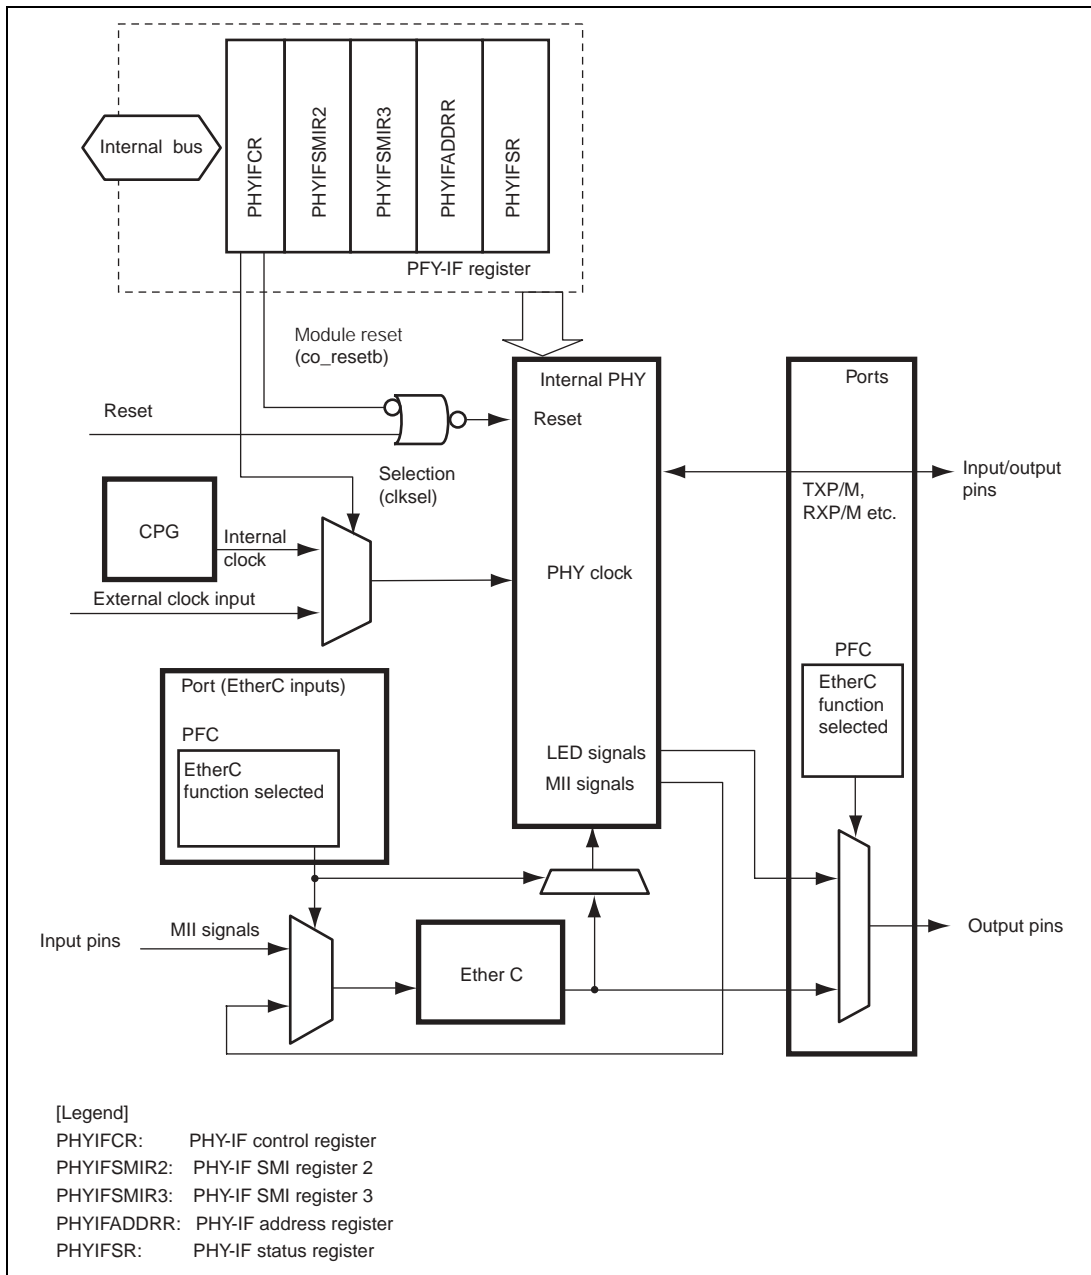 Internal bus
PHYIFCR
PHYIFSMIR2
PHYIFSMIR3
PHYIFADDRR
PHYIFSR
PFY-IF register
Module reset
(co_resetb)
Reset
Internal PHY
Reset
Ports
Input/output
pins
TXP/M,
RXP/M etc.
Selection
(clksel)
CPG
Internal
clock
External clock input
PHY clock
PFC
EtherC
function
selected
Port (EtherC inputs)
PFC
EtherC
function selected
LED signals
MII signals
Input pins
MII signals
Ether C
Output pins
[Legend]
PHYIFCR: PHY-IF control register
PHYIFSMIR2: PHY-IF SMI register 2
PHYIFSMIR3: PHY-IF SMI register 3
PHYIFADDRR: PHY-IF address register
PHYIFSR: PHY-IF status register